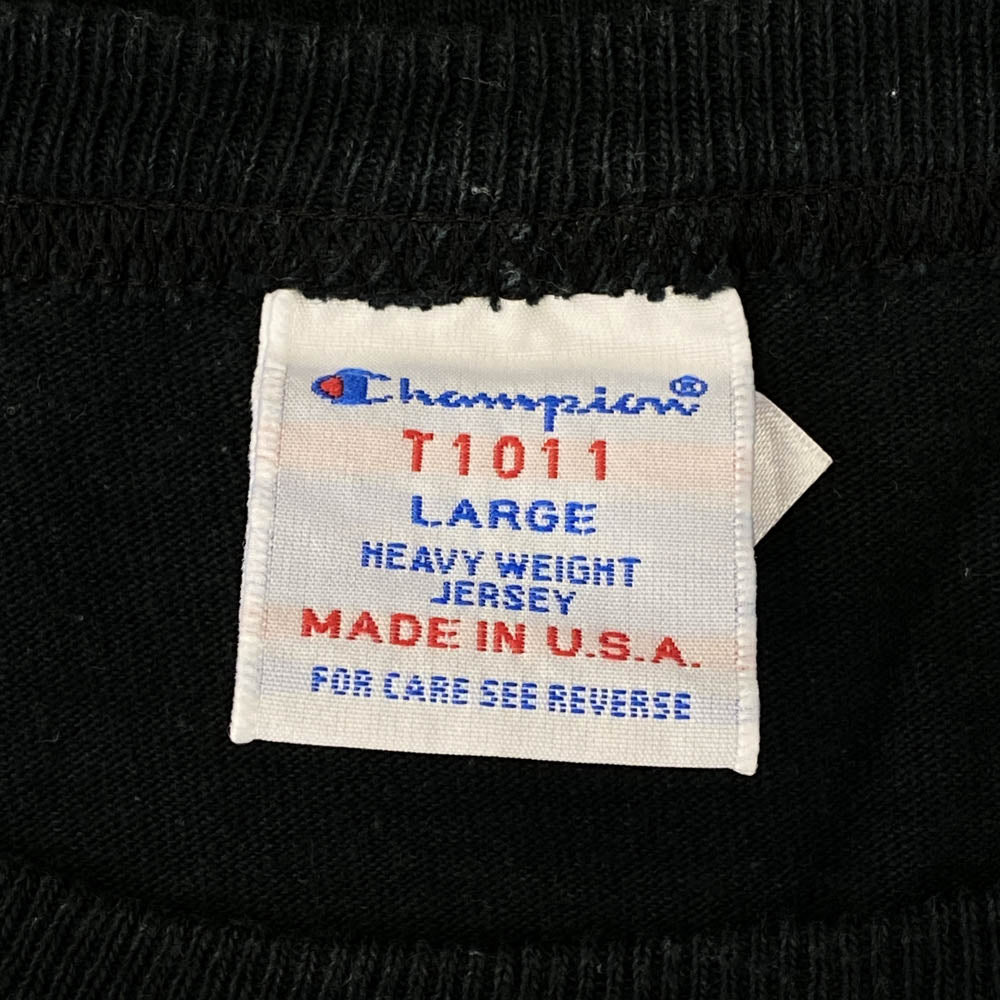 Champion®
T1011
LARGE
HEAVY WEIGHT
JERSEY
MADE IN U.S.A.
FOR CARE SEE REVERSE